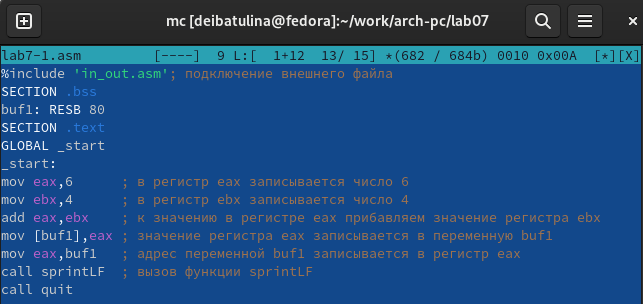 mc [deibatulina@fedora]:~/work/arch-pc/lab07
lab7-1.asm         [----]  9 L:[  1+12  13/ 15] *(682 / 684b) 0010 0x00A  [*][X]
%include 'in_out.asm'; подключение внешнего файла
SECTION .bss
buf1: RESB 80
SECTION .text
GLOBAL _start
_start:
mov eax,6      ; в регистр eax записывается число 6
mov ebx,4      ; в регистр ebx записывается число 4
add eax,ebx    ; к значению в регистре eax прибавляем значение регистра ebx
mov [buf1],eax ; значение регистра eax записывается в переменную buf1
mov eax,buf1   ; адрес переменной buf1 записывается в регистр eax
call sprintLF  ; вызов функции sprintLF
call quit